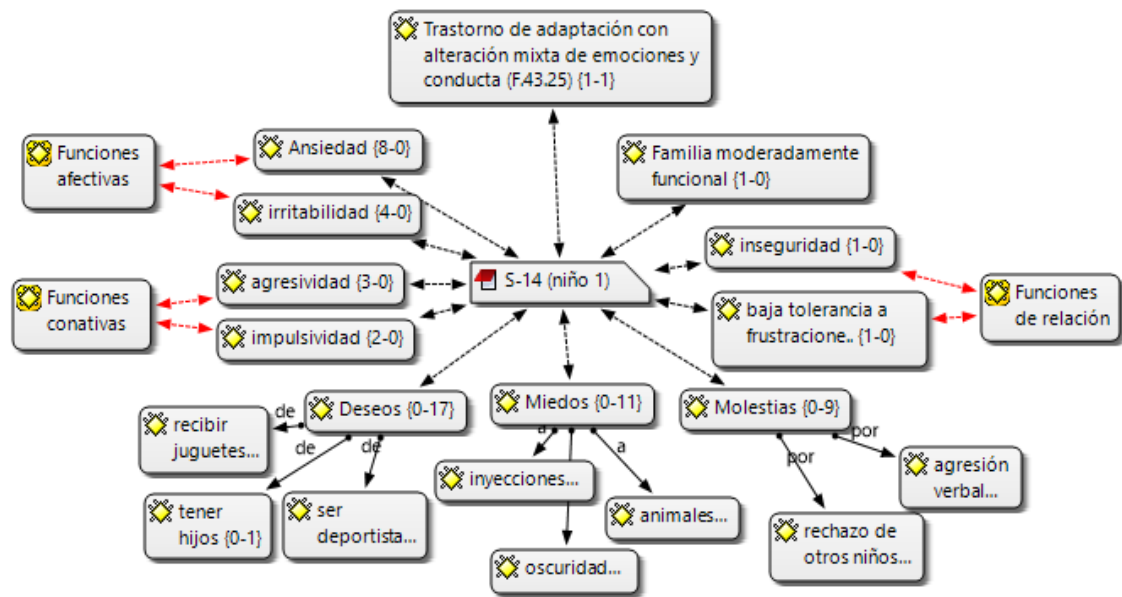 Trastorno de adaptación con
alteración mixta de emociones y
conducta (F.43.25) {1-1}
Funciones
afectivas
Ansiedad {8-0}
Familia moderadamente
funcional {1-0}
irritabilidad {4-0}
inseguridad {1-0}
S-14 (niño 1)
agresividad {3-0}
Funciones
conativas
impulsividad {2-0}
baja tolerancia a
frustracione.. {1-0}
Funciones
de relación
Deseos {0-17}
Miedos {0-11}
Molestias {0-9}
de
de
de
a
a
por
por
recibir
juguetes...
tener
hijos {0-1}
ser
deportista...
inyecciones...
animales...
oscuridad...
rechazo de
otros niños...
agresión
verbal...